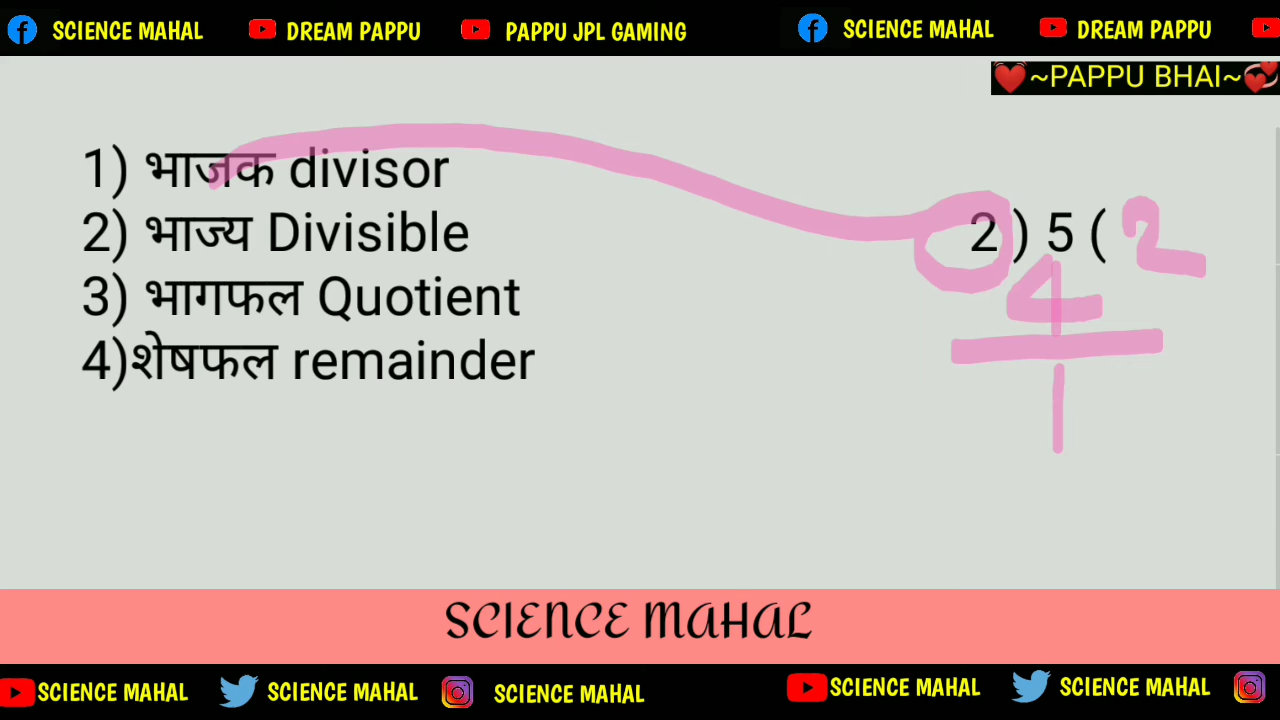 SCIENCE MAHAL DREAM PAPPU PAPPU JPL GAMING SCIENCE MAHAL DREAM PAPPU
❤️~PAPPU BHAI~💞
1) भाजक divisor
2) भाज्य Divisible
3) भागफल Quotient
4)शेषफल remainder
2 ) 5 ( 2
4
1
SCIENCE MAHAL
SCIENCE MAHAL SCIENCE MAHAL SCIENCE MAHAL SCIENCE MAHAL SCIENCE MAHAL